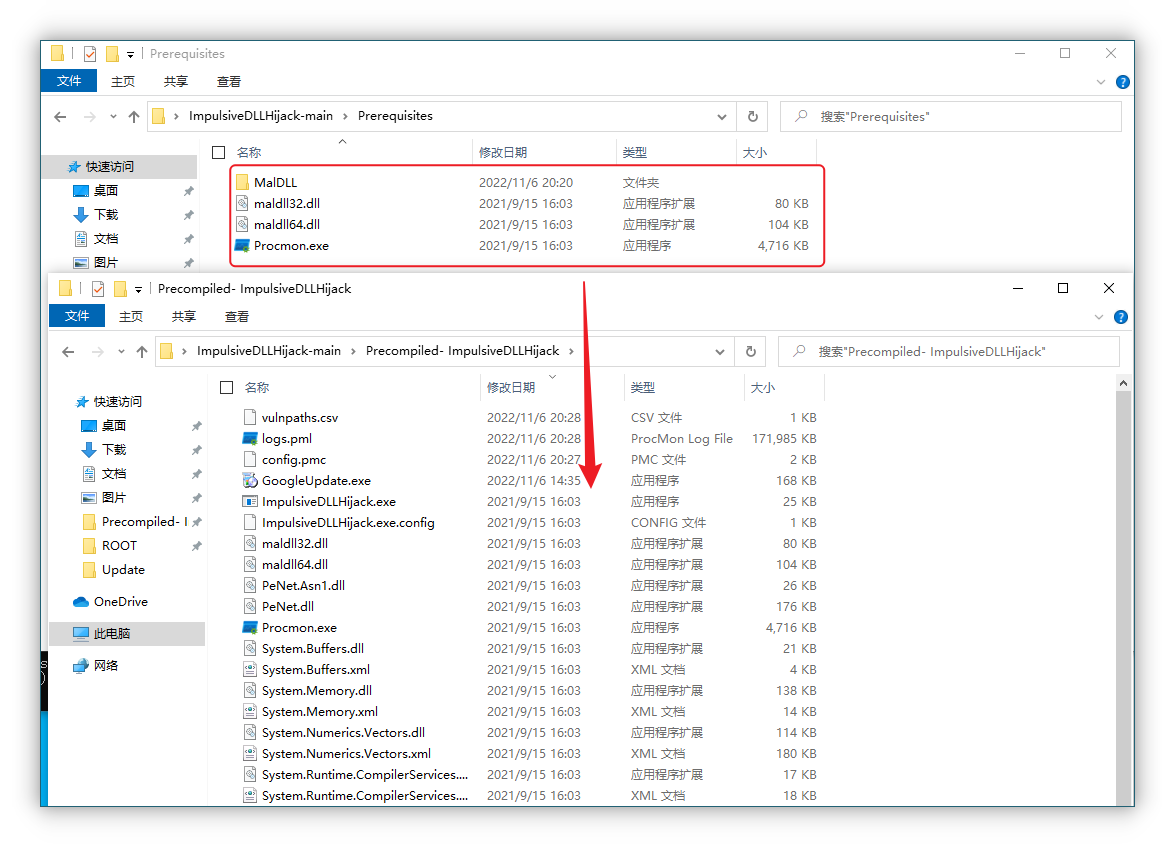 Prerequisites
文件 主页 共享 查看
ImpulsiveDLLHijack-main › Prerequisites 搜索"Prerequisites"
名称 修改日期 类型 大小
快速访问
桌面
下载
文档
图片
MalDLL 2022/11/6 20:20 文件夹
maldll32.dll 2021/9/15 16:03 应用程序扩展 80 KB
maldll64.dll 2021/9/15 16:03 应用程序扩展 104 KB
Procmon.exe 2021/9/15 16:03 应用程序 4,716 KB
Precompiled- ImpulsiveDLLHijack
文件 主页 共享 查看
ImpulsiveDLLHijack-main › Precompiled- ImpulsiveDLLHijack › 搜索"Precompiled- ImpulsiveDLLHijack"
快速访问
桌面
下载
文档
图片
Precompiled- I
ROOT
Update
OneDrive
此电脑
网络
名称 修改日期 类型 大小
vulnpaths.csv 2022/11/6 20:28 CSV 文件 1 KB
logs.pml 2022/11/6 20:28 ProcMon Log File 171,985 KB
config.pmc 2022/11/6 20:27 PMC 文件 2 KB
GoogleUpdate.exe 2022/11/6 14:35 应用程序 168 KB
ImpulsiveDLLHijack.exe 2021/9/15 16:03 应用程序 25 KB
ImpulsiveDLLHijack.exe.config 2021/9/15 16:03 CONFIG 文件 1 KB
maldll32.dll 2021/9/15 16:03 应用程序扩展 80 KB
maldll64.dll 2021/9/15 16:03 应用程序扩展 104 KB
PeNet.Asn1.dll 2021/9/15 16:03 应用程序扩展 26 KB
PeNet.dll 2021/9/15 16:03 应用程序扩展 176 KB
Procmon.exe 2021/9/15 16:03 应用程序 4,716 KB
System.Buffers.dll 2021/9/15 16:03 应用程序扩展 21 KB
System.Buffers.xml 2021/9/15 16:03 XML 文档 4 KB
System.Memory.dll 2021/9/15 16:03 应用程序扩展 138 KB
System.Memory.xml 2021/9/15 16:03 XML 文档 14 KB
System.Numerics.Vectors.dll 2021/9/15 16:03 应用程序扩展 114 KB
System.Numerics.Vectors.xml 2021/9/15 16:03 XML 文档 180 KB
System.Runtime.CompilerServices.... 2021/9/15 16:03 应用程序扩展 17 KB
System.Runtime.CompilerServices.... 2021/9/15 16:03 XML 文档 18 KB